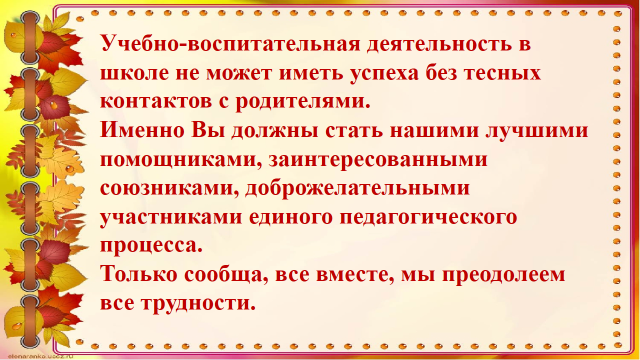 Учебно-воспитательная деятельность в
школе не может иметь успеха без тесных
контактов с родителями.
Именно Вы должны стать нашими лучшими
помощниками, заинтересованными
союзниками, доброжелательными
участниками единого педагогического
процесса.
Только сообща, все вместе, мы преодолеем
все трудности.